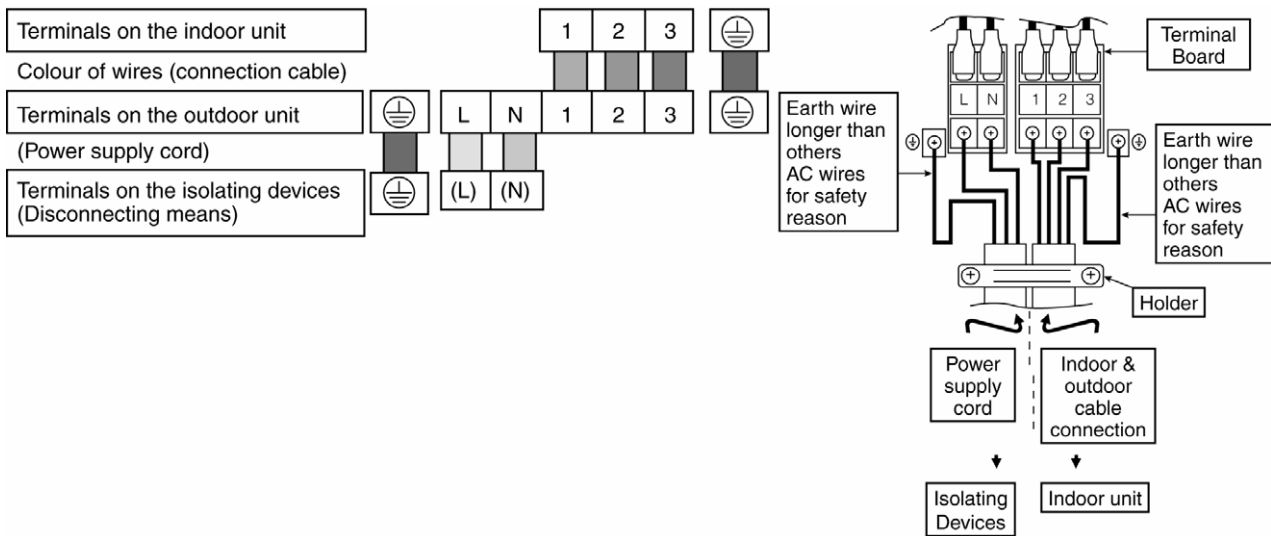 Terminals on the indoor unit
1 2 3
Colour of wires (connection cable)
Terminals on the outdoor unit
L N 1 2 3
(Power supply cord)
Terminals on the isolating devices
(Disconnecting means)
(L) (N)
Terminal
Board
L N 1 2 3
Earth wire
longer than
others
AC wires
for safety
reason
Earth wire
longer than
others
AC wires
for safety
reason
Holder
Power
supply
cord
Indoor &
outdoor
cable
connection
Isolating
Devices
Indoor unit